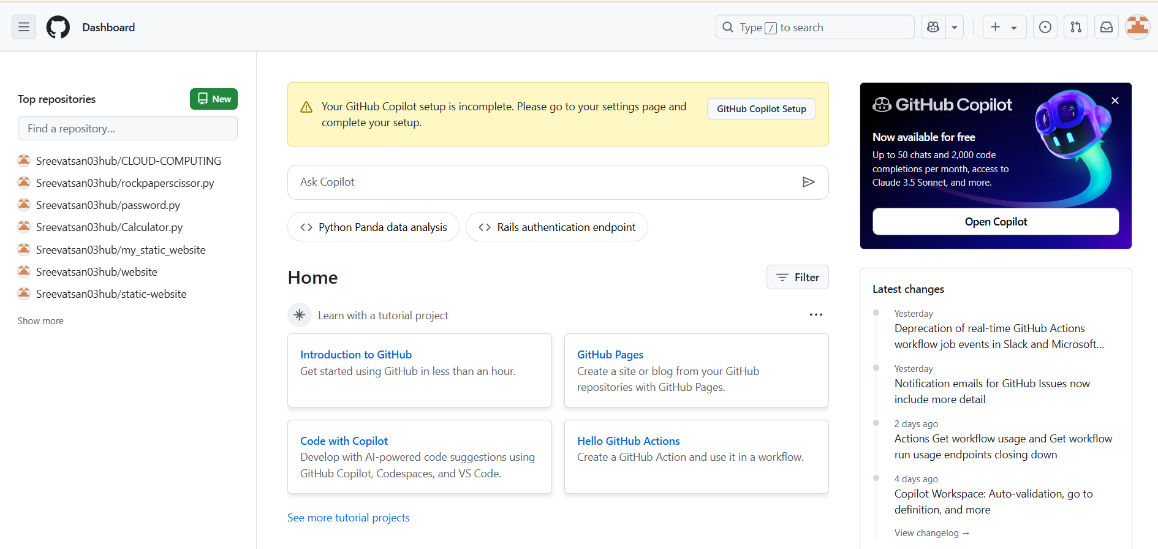 Dashboard
Type / to search
Top repositories
New
Find a repository...
Sreevatsan03hub/CLOUD-COMPUTING
Sreevatsan03hub/rockpaperscissor.py
Sreevatsan03hub/password.py
Sreevatsan03hub/Calculator.py
Sreevatsan03hub/my_static_website
Sreevatsan03hub/website
Sreevatsan03hub/static-website
Show more
Your GitHub Copilot setup is incomplete. Please go to your settings page and
complete your setup.
GitHub Copilot Setup
Ask Copilot
Python Panda data analysis
Rails authentication endpoint
Home
Filter
Learn with a tutorial project
Introduction to GitHub
Get started using GitHub in less than an hour.
GitHub Pages
Create a site or blog from your GitHub
repositories with GitHub Pages.
Code with Copilot
Develop with AI-powered code suggestions using
GitHub Copilot, Codespaces, and VS Code.
Hello GitHub Actions
Create a GitHub Action and use it in a workflow.
See more tutorial projects
GitHub Copilot
Now available for free
Up to 50 chats and 2,000 code
completions per month, access to
Claude 3.5 Sonnet, and more.
Open Copilot
Latest changes
Yesterday
Deprecation of real-time GitHub Actions
workflow job events in Slack and Microsoft...
Yesterday
Notification emails for GitHub Issues now
include more detail
2 days ago
Actions Get workflow usage and Get workflow
run usage endpoints closing down
4 days ago
Copilot Workspace: Auto-validation, go to
definition, and more
View changelog →